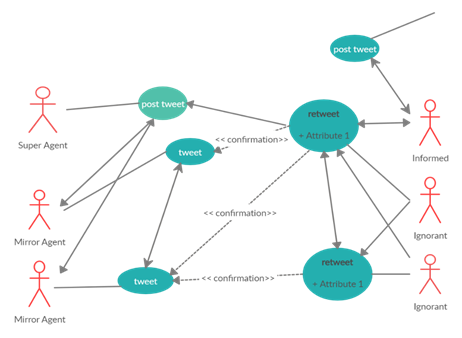 post tweet
post tweet
retweet
+ Attribute 1
Super Agent
<< confirmation>>
Informed
tweet
<< confirmation>>
Mirror Agent
Ignorant
retweet
<< confirmation>>
tweet
+ Attribute 1
Mirror Agent
Ignorant